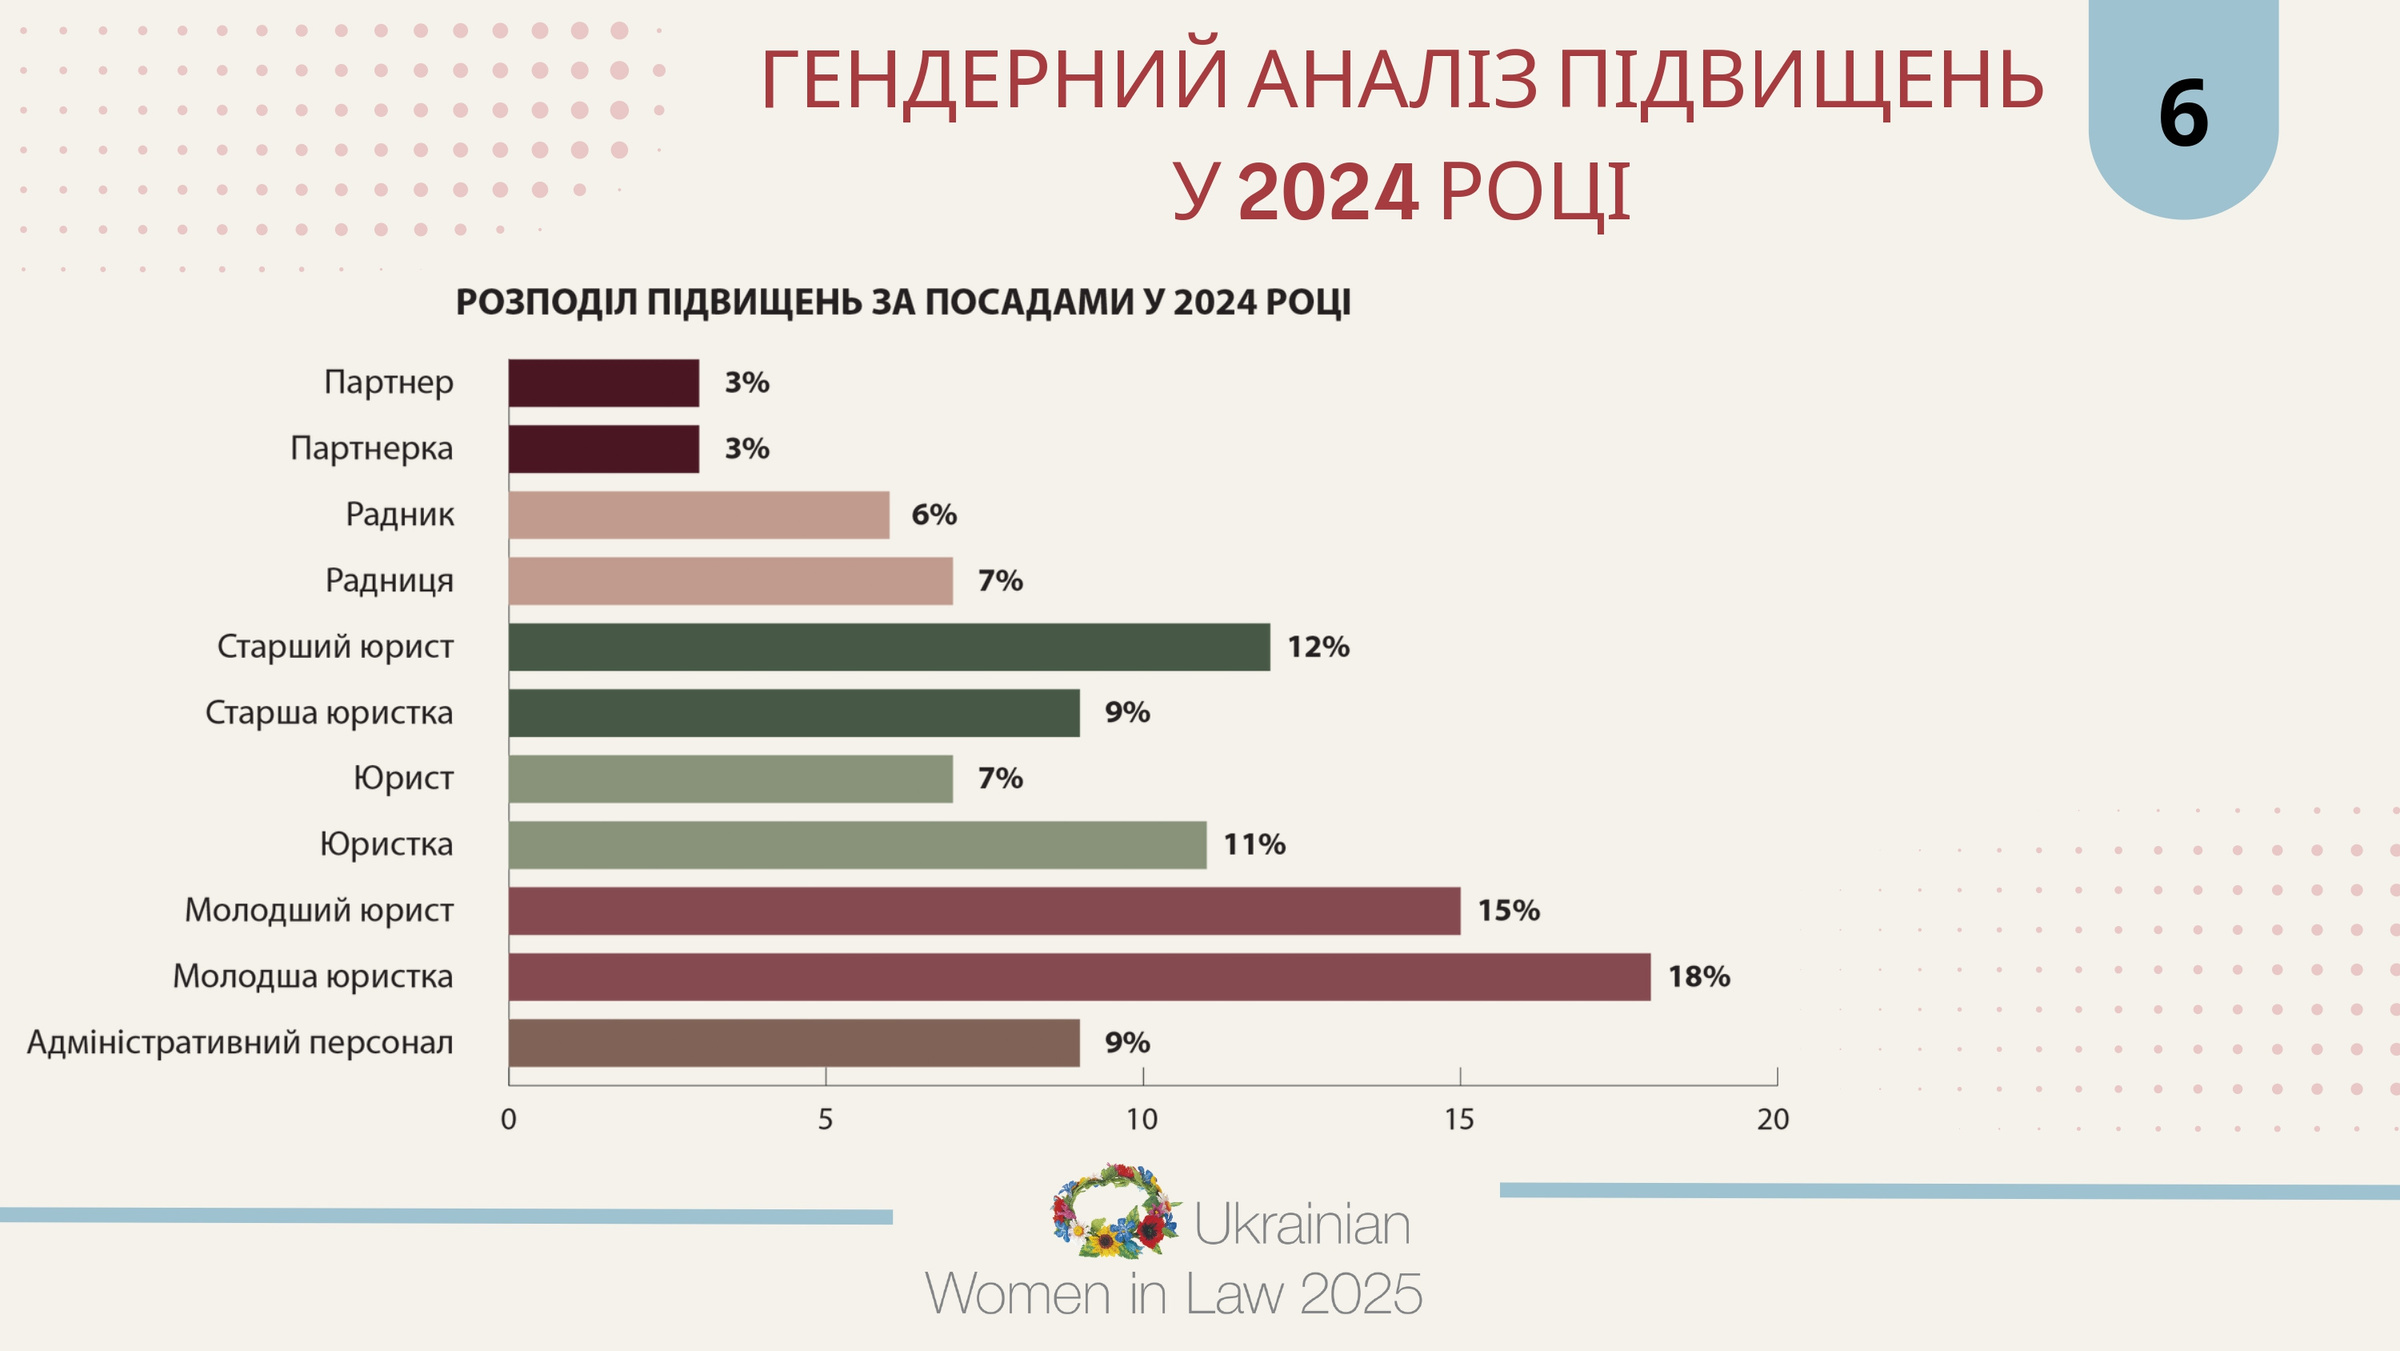 ГЕНДЕРНИЙ АНАЛІЗ ПІДВИЩЕНЬ
У 2024 РОЦІ
6
РОЗПОДІЛ ПІДВИЩЕНЬ ЗА ПОСАДАМИ У 2024 РОЦІ
Партнер 3%
Партнерка 3%
Радник 6%
Радниця 7%
Старший юрист 12%
Старша юристка 9%
Юрист 7%
Юристка 11%
Молодший юрист 15%
Молодша юристка 18%
Адміністративний персонал 9%
0 5 10 15 20
Ukrainian
Women in Law 2025